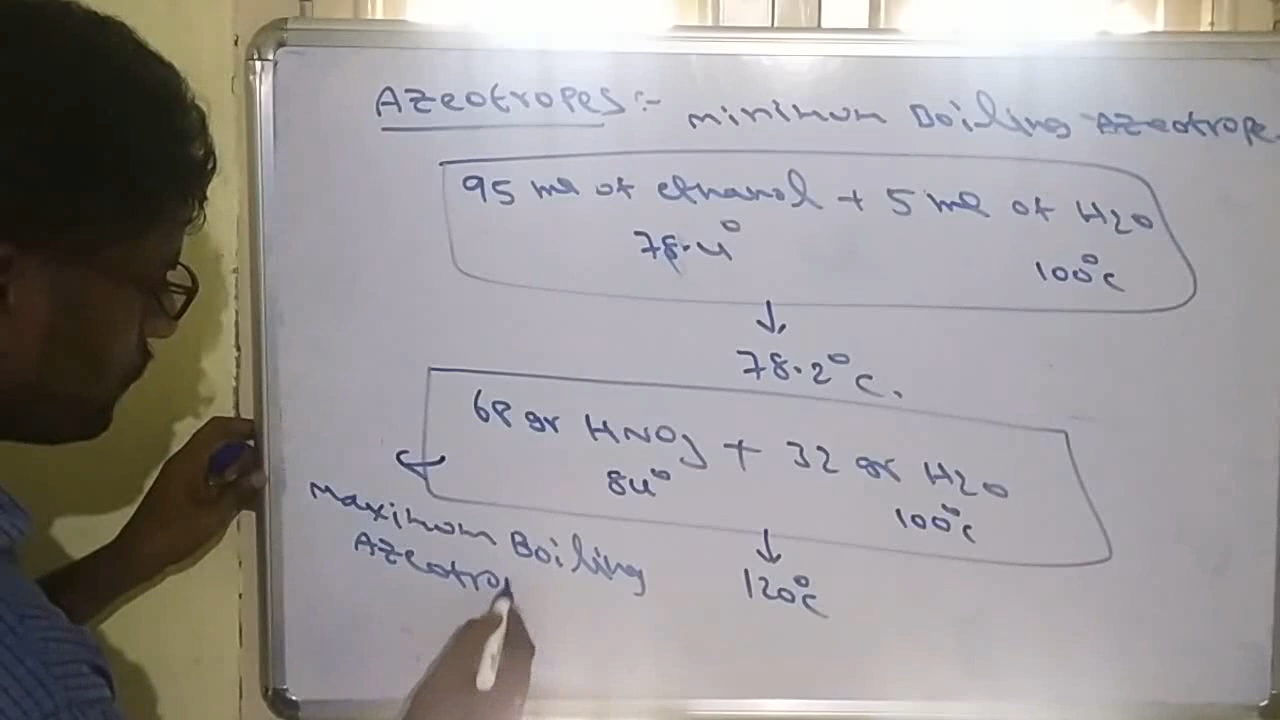 Azeotropes :- minimum Boiling Azeotrope
95 ml of ethanol + 5 ml of H2O
78.4° 100°c
↓
78.2°c.
68 gr HNO3 + 32 gr H2O
84° 100°c
↓
120°c
Maximum Boiling
Azeotrop